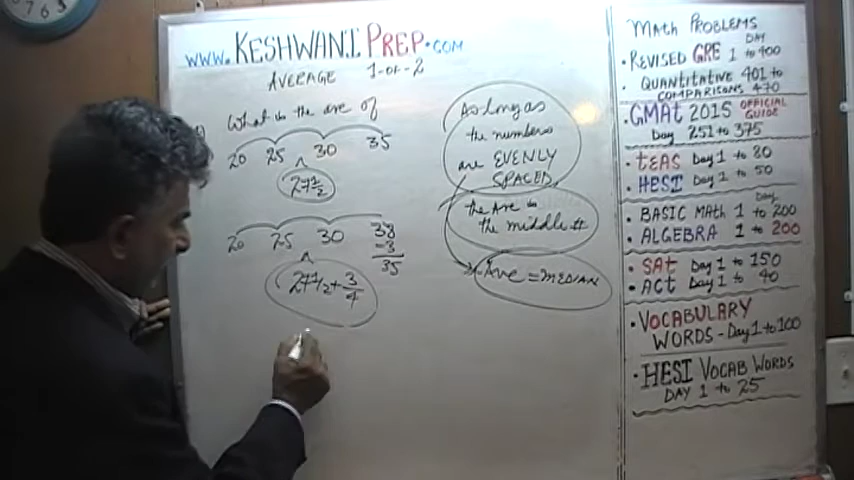 www.KESHWANI PREP.COM
AVERAGE 1-of-2
What is the ave of
20 25 30 35
27 1/2
20 25 30 38
-3
35
27 1/2 + 3/4
As long as
the numbers
are EVENLY
SPACED,
the Ave is
the middle #
Ave = MEDIAN
MATH PROBLEMS
DAY
• REVISED GRE 1 to 400
• QUANTITATIVE 401 to
COMPARISONS 470
• GMAT 2015 OFFICIAL
GUIDE
Day 251 to 375
• TEAS Day 1 to 80
• HESI Day 1 to 50
Day
• BASIC MATH 1 to 200
• ALGEBRA 1 to 200
• SAT Day 1 to 150
• ACT Day 1 to 40
• VOCABULARY
WORDS - Day 1 to 100
• HESI VOCAB WORDS
DAY 1 to 25